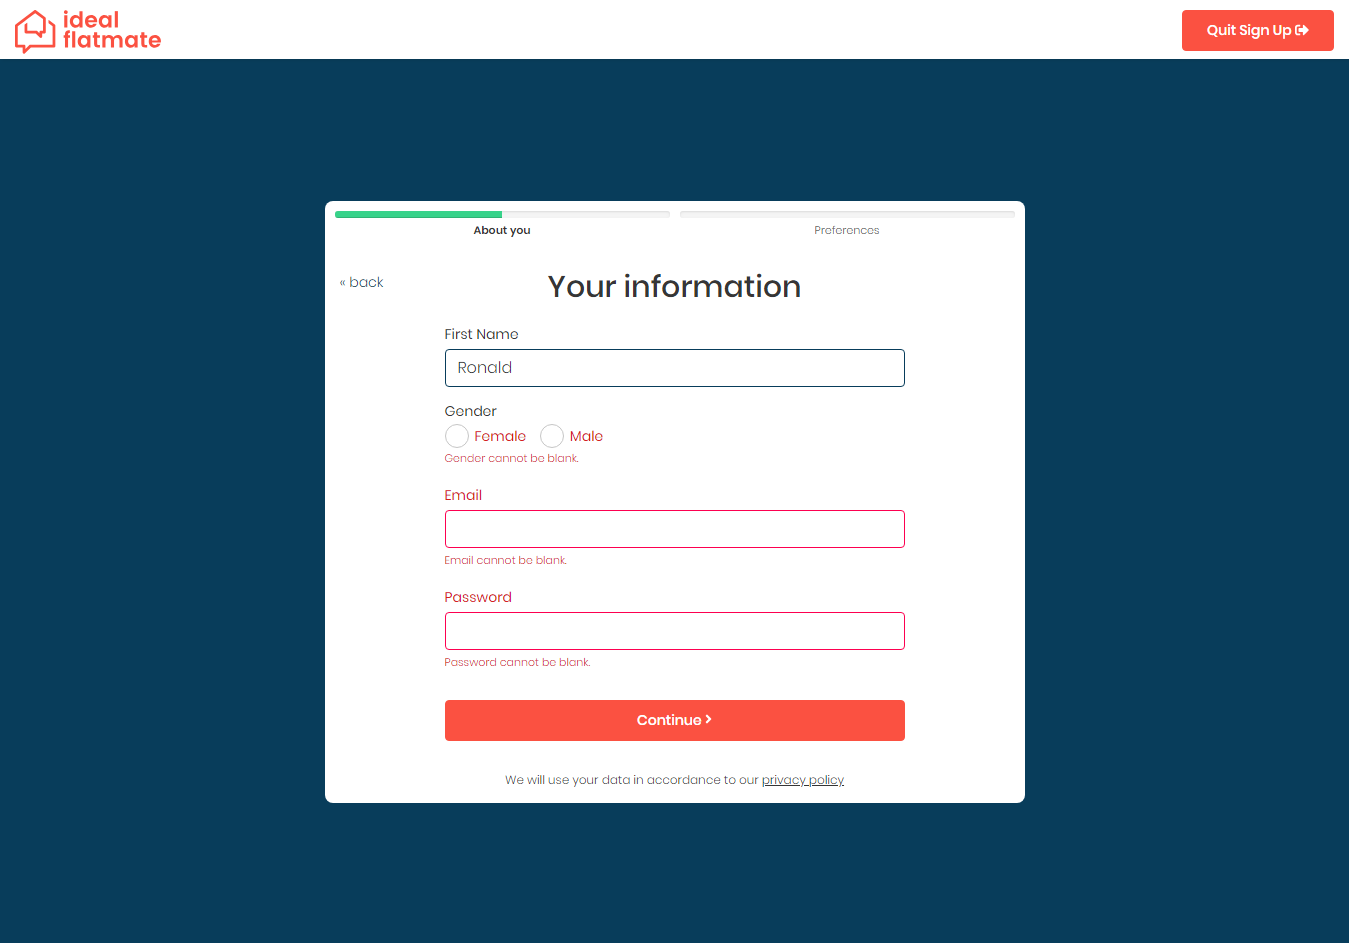 ideal
flatmate
Quit Sign Up
About you
Preferences
« back
Your information
First Name
Ronald
Gender
Female Male
Gender cannot be blank.
Email
Email cannot be blank.
Password
Password cannot be blank.
Continue
We will use your data in accordance to our privacy policy